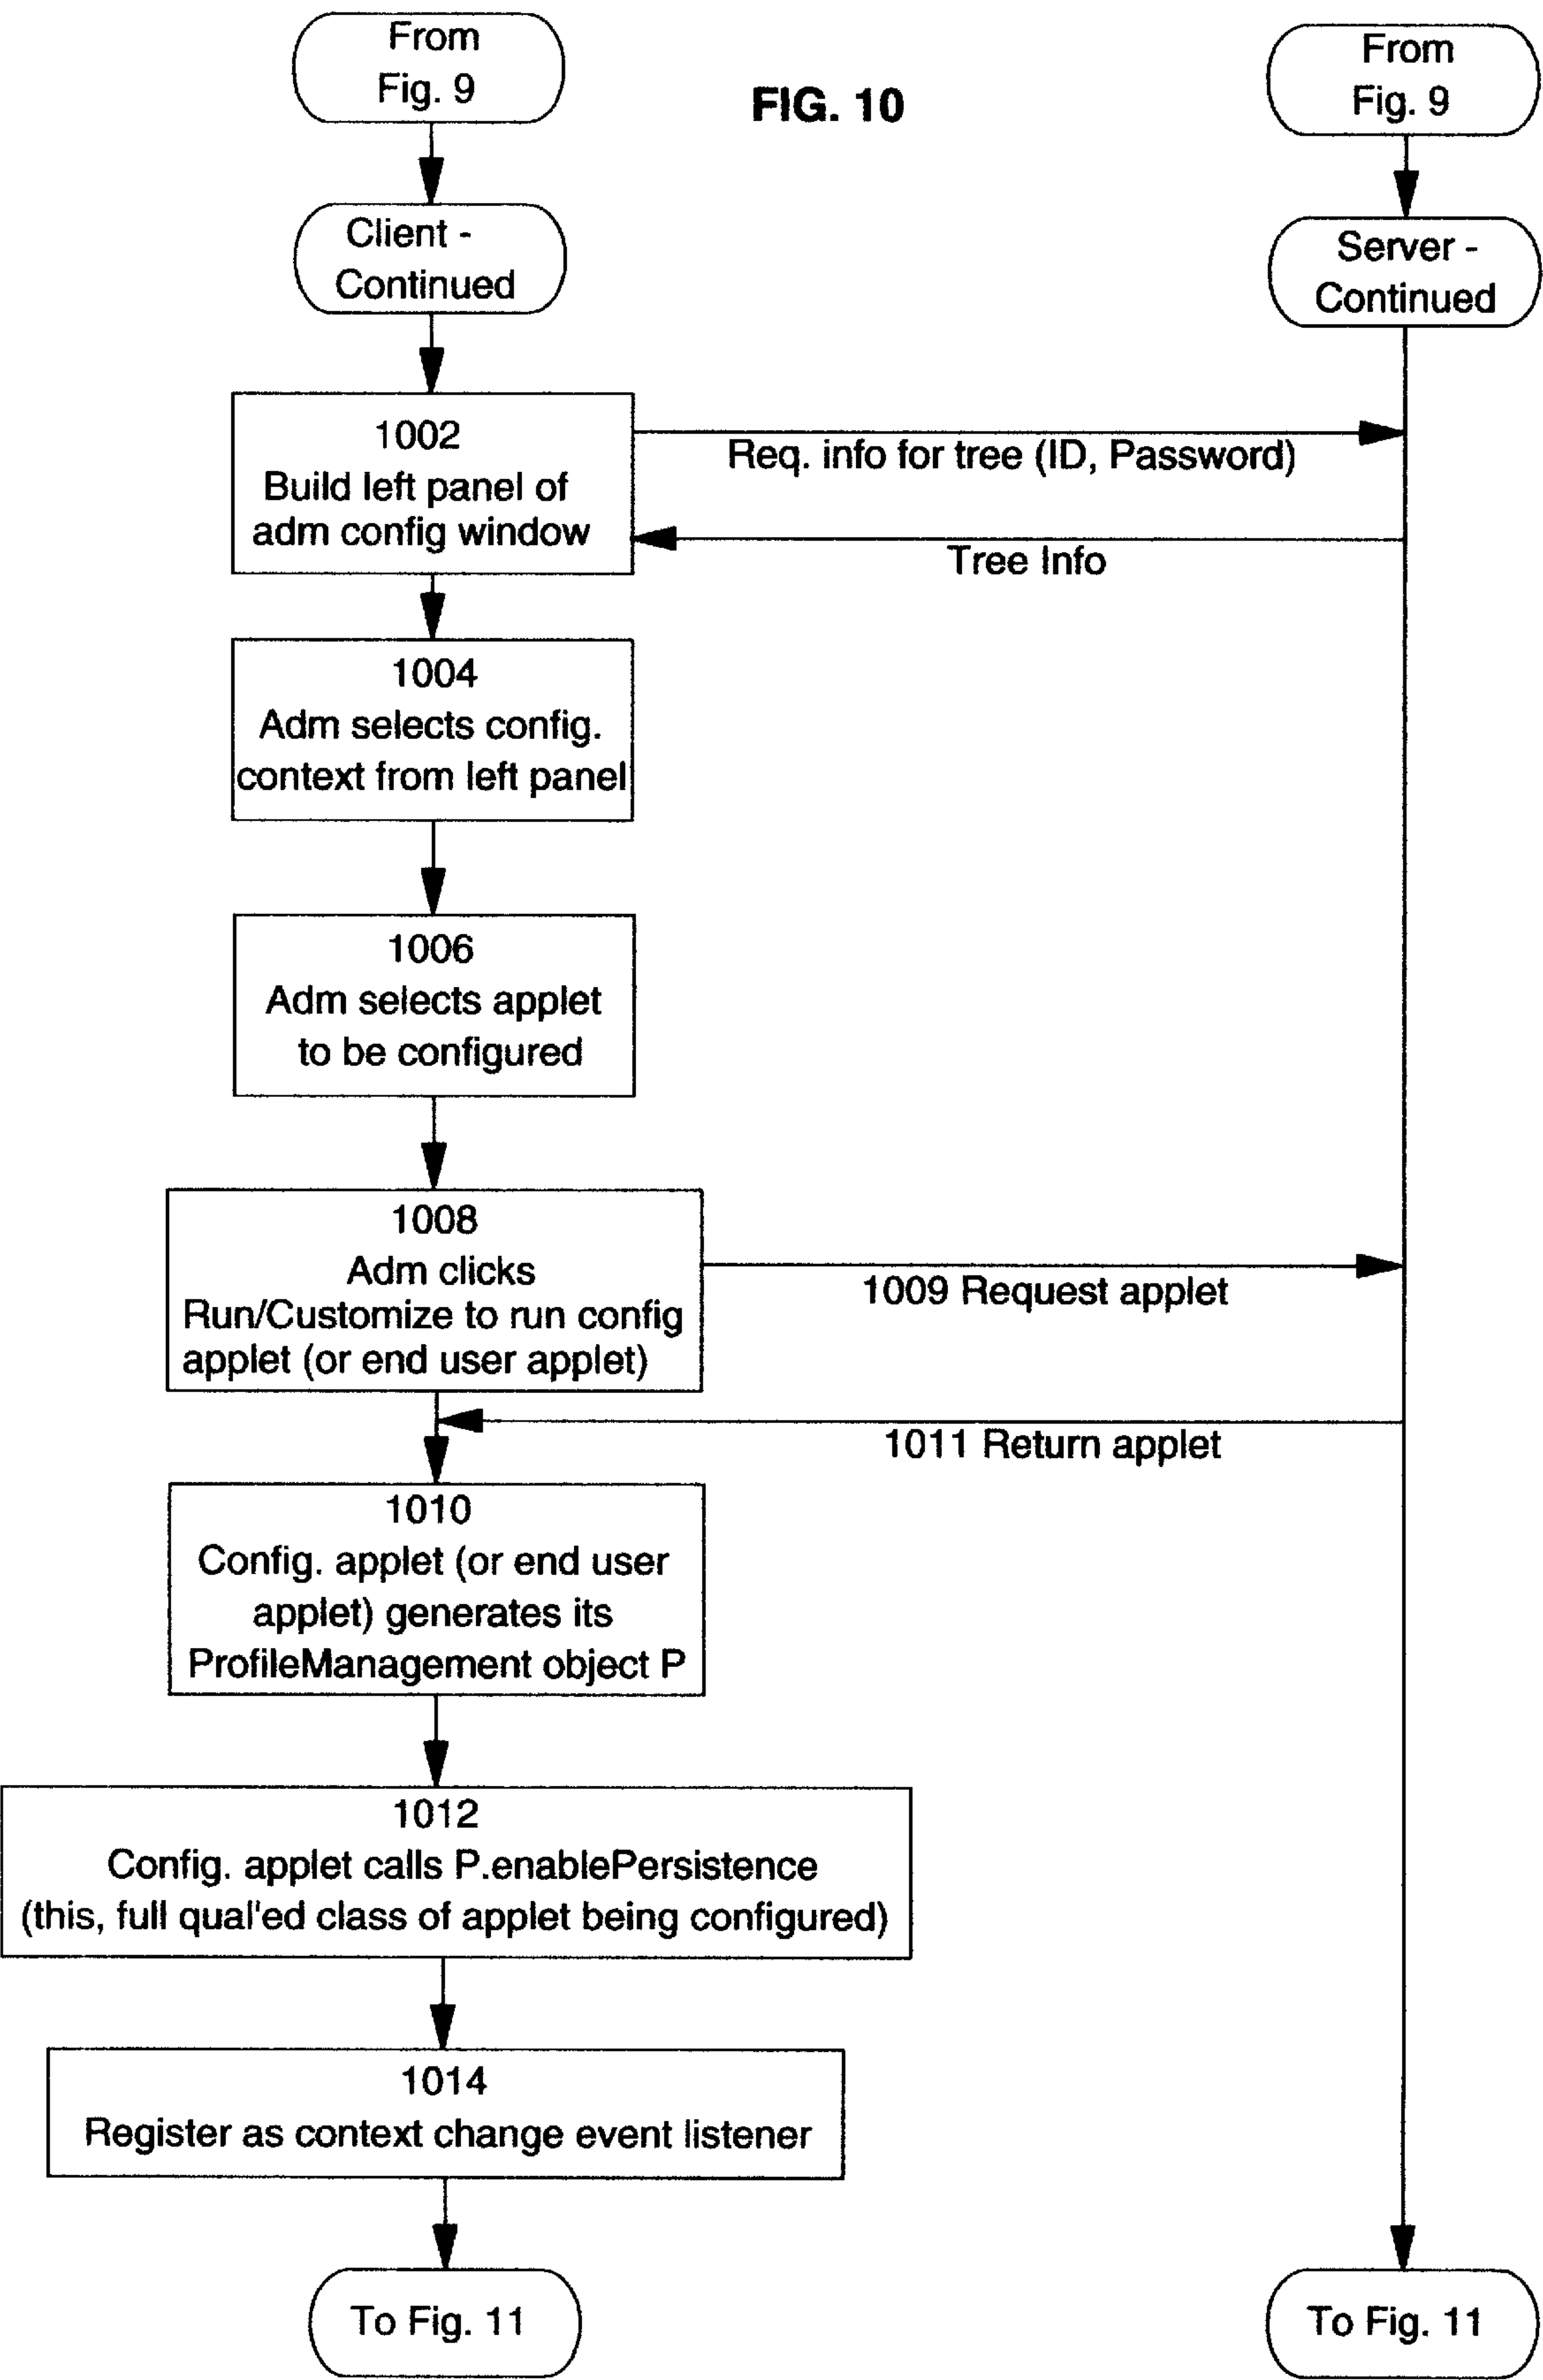 From
Fig. 9
FIG. 10
From
Fig. 9
Client -
Continued
Server -
Continued
1002
Build left panel of
adm config window
Req. info for tree (ID, Password)
Tree Info
1004
Adm selects config.
context from left panel
1006
Adm selects applet
to be configured
1008
Adm clicks
Run/Customize to run config
applet (or end user applet)
1009 Request applet
1011 Return applet
1010
Config. applet (or end user
applet) generates its
ProfileManagement object P
1012
Config. applet calls P.enablePersistence
(this, full qual'ed class of applet being configured)
1014
Register as context change event listener
To Fig. 11
To Fig. 11